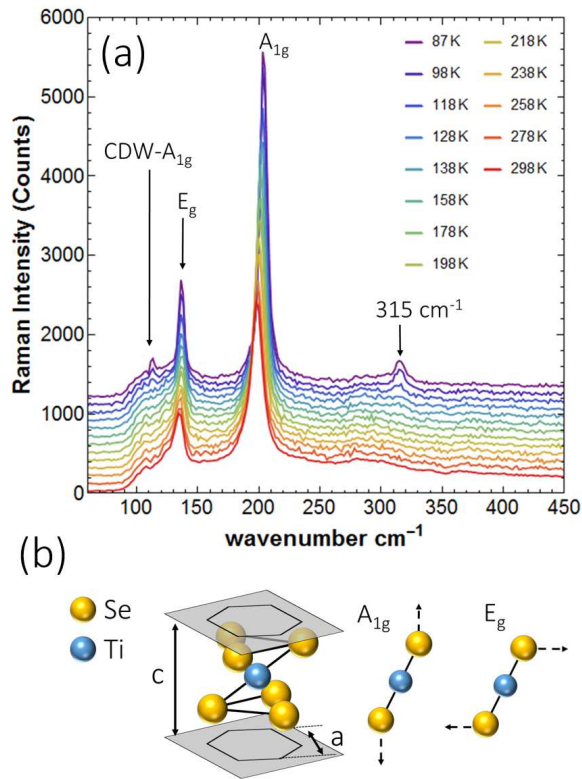 (a)
A1g
CDW-A1g
Eg
315 cm-1
87K
98K
118K
128K
138K
158K
178K
198K
218K
238K
258K
278K
298K
Raman Intensity (Counts)
6000
5000
4000
3000
2000
1000
0
100 150 200 250 300 350 400 450
wavenumber cm−1
(b)
Se
Ti
c
a
A1g
Eg